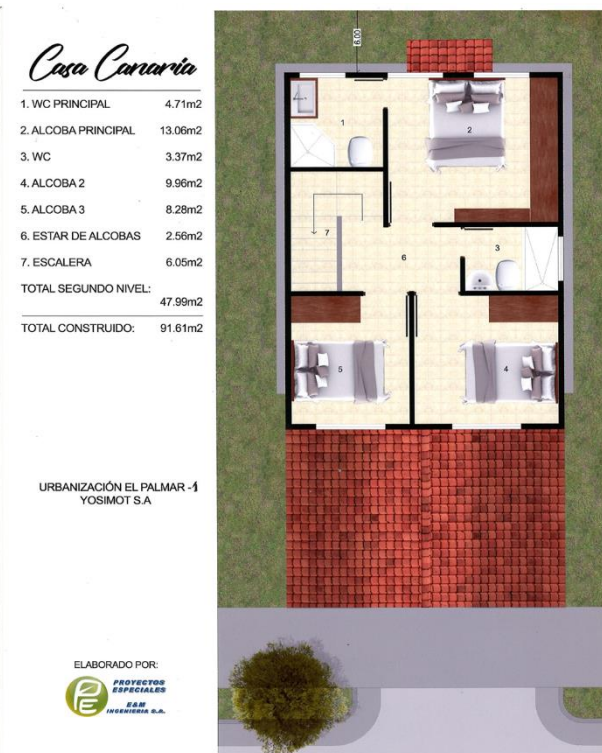 Casa Canaria
1. WC PRINCIPAL 4.71m2
2. ALCOBA PRINCIPAL 13.06m2
3. WC 3.37m2
4. ALCOBA 2 9.96m2
5. ALCOBA 3 8.28m2
6. ESTAR DE ALCOBAS 2.56m2
7. ESCALERA 6.05m2
TOTAL SEGUNDO NIVEL:
47.99m2
TOTAL CONSTRUIDO: 91.61m2
URBANIZACIÓN EL PALMAR -1
YOSIMOT S.A
ELABORADO POR:
PE
PROYECTOS
ESPECIALES
E&M
INGENIERIA S.A.
6.00
1
2
3
7
6
5
4